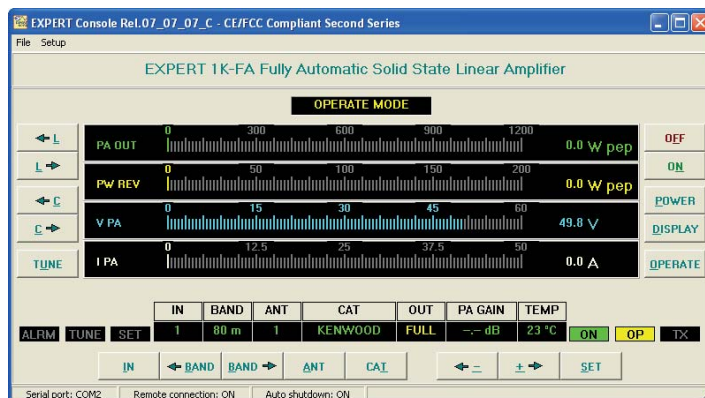 EXPERT Console Rel.07_07_07_C - CE/FCC Compliant Second Series
File Setup
EXPERT 1K-FA Fully Automatic Solid State Linear Amplifier
OPERATE MODE
L
L
C
C
TUNE
0 300 600 900 1200
PA OUT 0.0 W pep
0 50 100 150 200
PW REV 0.0 W pep
0 15 30 45 60
V PA 49.8 V
0 12.5 25 37.5 50
I PA 0.0 A
OFF
ON
POWER
DISPLAY
OPERATE
IN BAND ANT CAT OUT PA GAIN TEMP
ALRM TUNE SET 1 80 m 1 KENWOOD FULL -.- dB 23 °C ON OP TX
IN BAND BAND ANT CAT - + SET
Serial port: COM2 Remote connection: ON Auto shutdown: ON